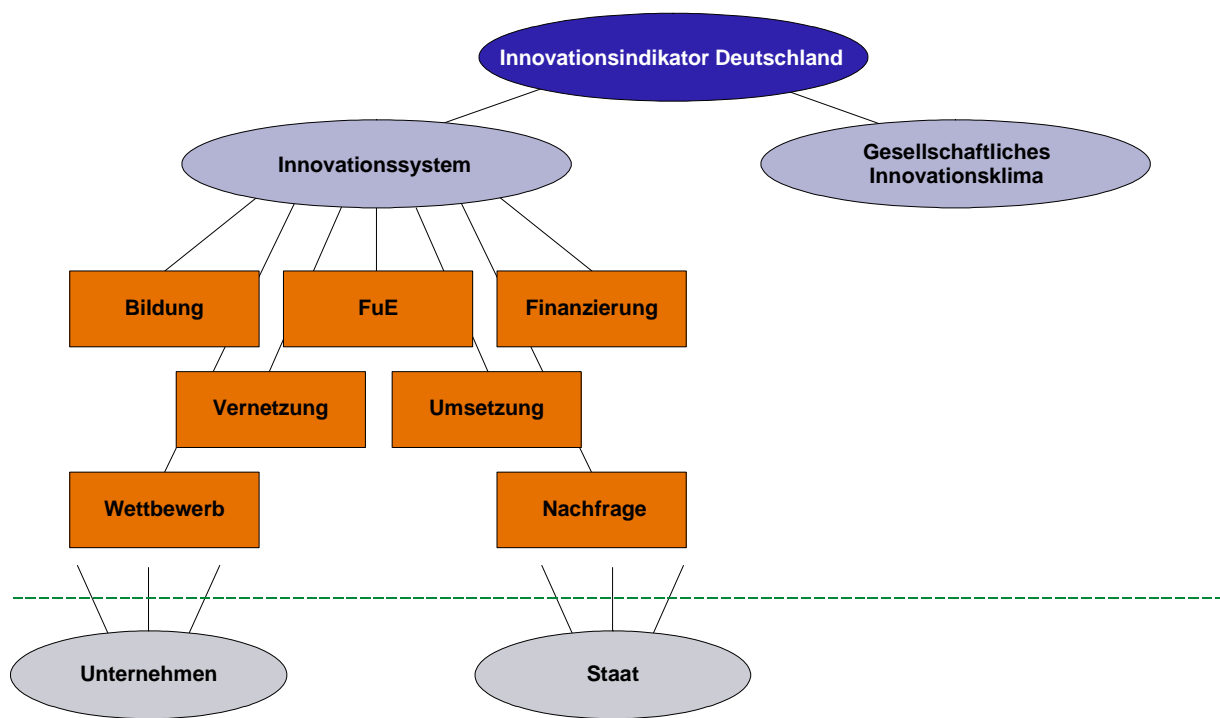 Innovationsindikator Deutschland
Innovationssystem
Gesellschaftliches
Innovationsklima
Bildung
FuE
Finanzierung
Vernetzung
Umsetzung
Wettbewerb
Nachfrage
Unternehmen
Staat